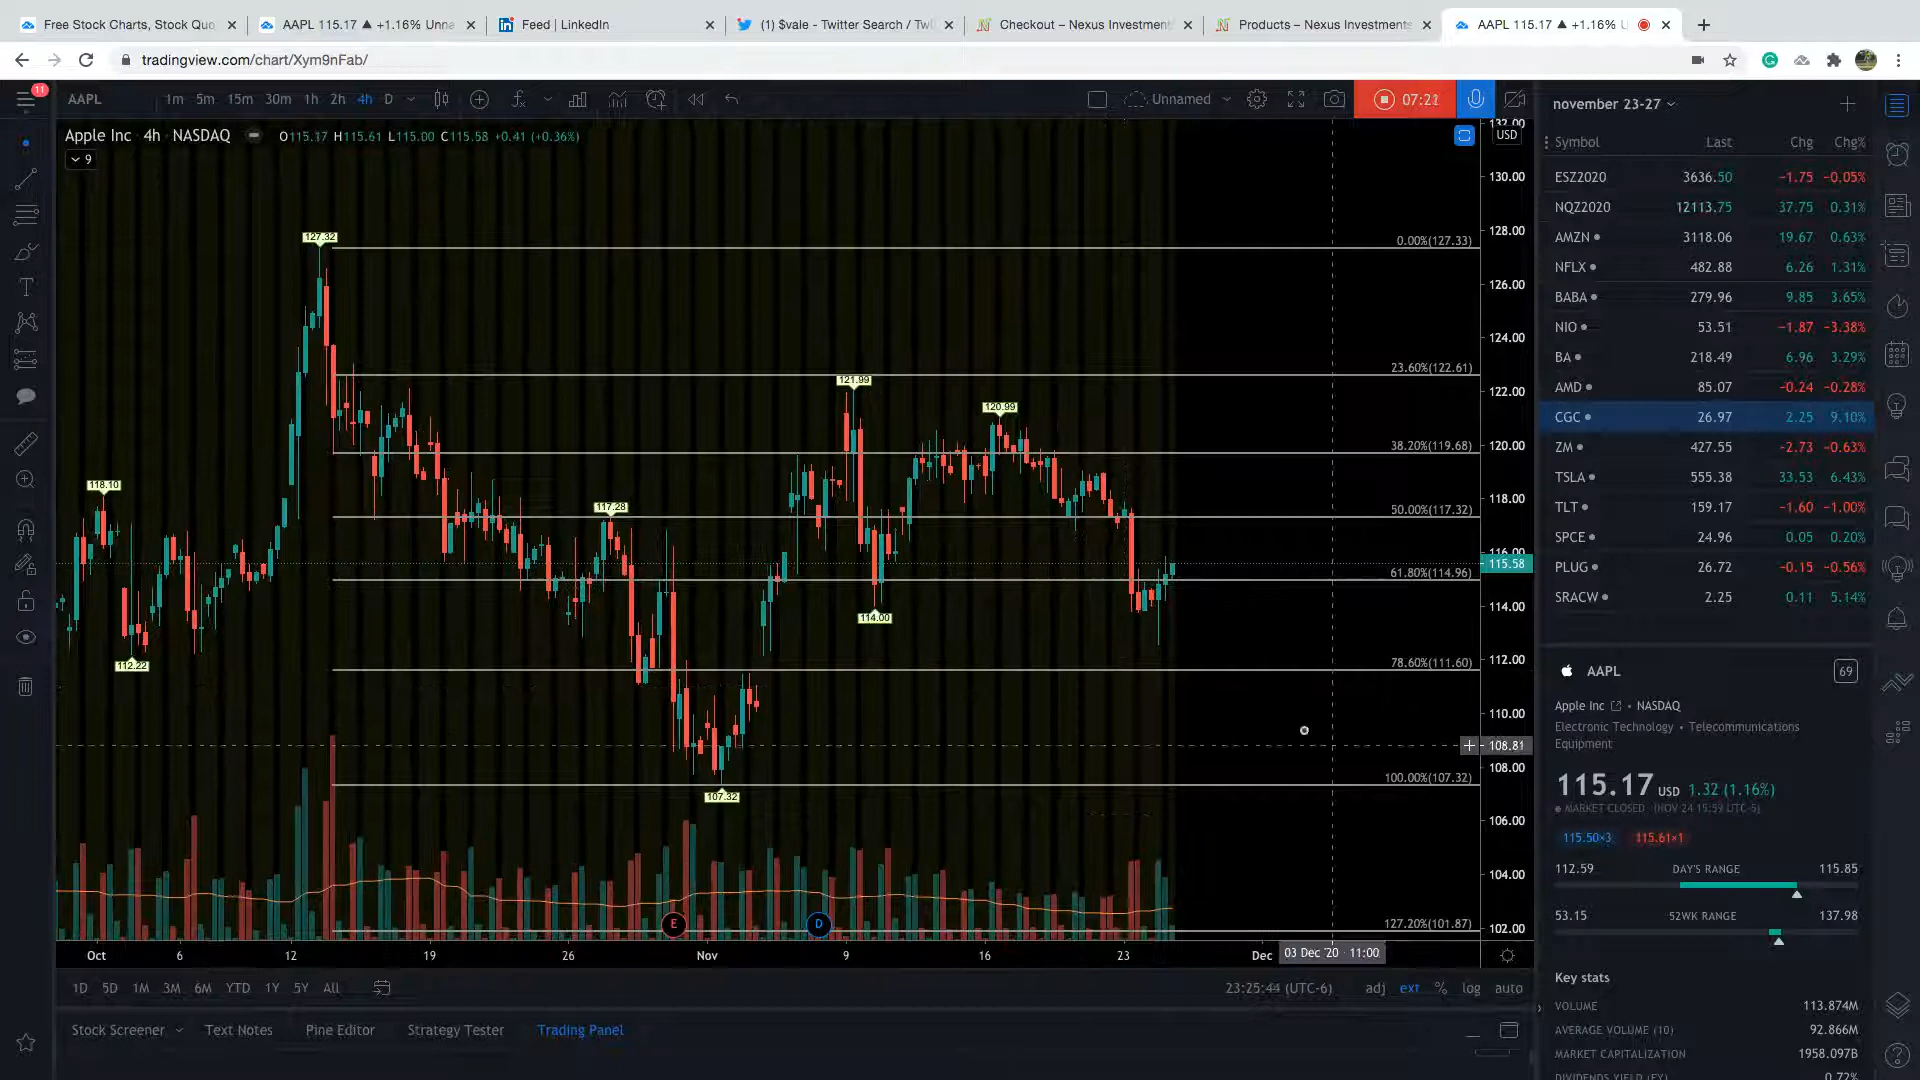 Free Stock Charts, Stock Quo
AAPL 115.17 ▲ +1.16% Unna
Feed | LinkedIn
(1) $vale - Twitter Search / Twi
Checkout – Nexus Investment
Products – Nexus Investments
AAPL 115.17 ▲ +1.16% U
tradingview.com/chart/Xym9nFab/
11
AAPL 1m 5m 15m 30m 1h 2h 4h D
Unnamed
07:21
Apple Inc 4h NASDAQ O115.17 H115.61 L115.00 C115.58 +0.41 (+0.36%)
9
USD
132.00
130.00
128.00
126.00
124.00
122.00
120.00
118.00
116.00
115.58
114.00
112.00
110.00
108.81
108.00
106.00
104.00
102.00
0.00%(127.33)
23.60%(122.61)
38.20%(119.68)
50.00%(117.32)
61.80%(114.96)
78.60%(111.60)
100.00%(107.32)
127.20%(101.87)
127.32
121.99
120.99
118.10
117.28
114.00
112.22
107.32
E
D
Oct 6 12 19 26 Nov 9 16 23 Dec
03 Dec '20 11:00
1D 5D 1M 3M 6M YTD 1Y 5Y All
23:25:44 (UTC-6) adj ext % log auto
Stock Screener Text Notes Pine Editor Strategy Tester Trading Panel
november 23-27
Symbol Last Chg Chg%
ESZ2020 3636.50 −1.75 −0.05%
NQZ2020 12113.75 37.75 0.31%
AMZN 3118.06 19.67 0.63%
NFLX 482.88 6.26 1.31%
BABA 279.96 9.85 3.65%
NIO 53.51 −1.87 −3.38%
BA 218.49 6.96 3.29%
AMD 85.07 −0.24 −0.28%
CGC 26.97 2.25 9.10%
ZM 427.55 −2.73 −0.63%
TSLA 555.38 33.53 6.43%
TLT 159.17 −1.60 −1.00%
SPCE 24.96 0.05 0.20%
PLUG 26.72 −0.15 −0.56%
SRACW 2.25 0.11 5.14%
AAPL
69
Apple Inc • NASDAQ
Electronic Technology • Telecommunications
Equipment
115.17 USD 1.32 (1.16%)
MARKET CLOSED (NOV 24 15:59 UTC-5)
115.50×3 115.61×1
112.59 DAY'S RANGE 115.85
53.15 52WK RANGE 137.98
Key stats
VOLUME 113.874M
AVERAGE VOLUME (10) 92.866M
MARKET CAPITALIZATION 1958.097B
DIVIDENDS YIELD (FY) 0.72%